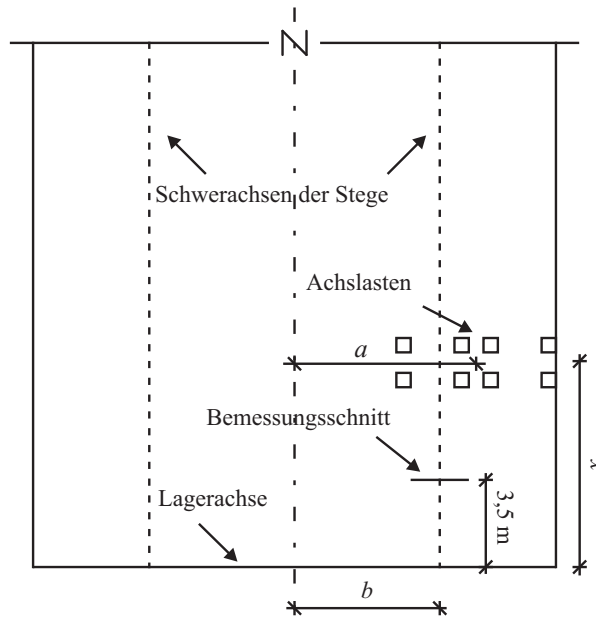 Schwerachsen der Stege
Achslasten
a
Bemessungsschnitt
x
3,5 m
Lagerachse
b